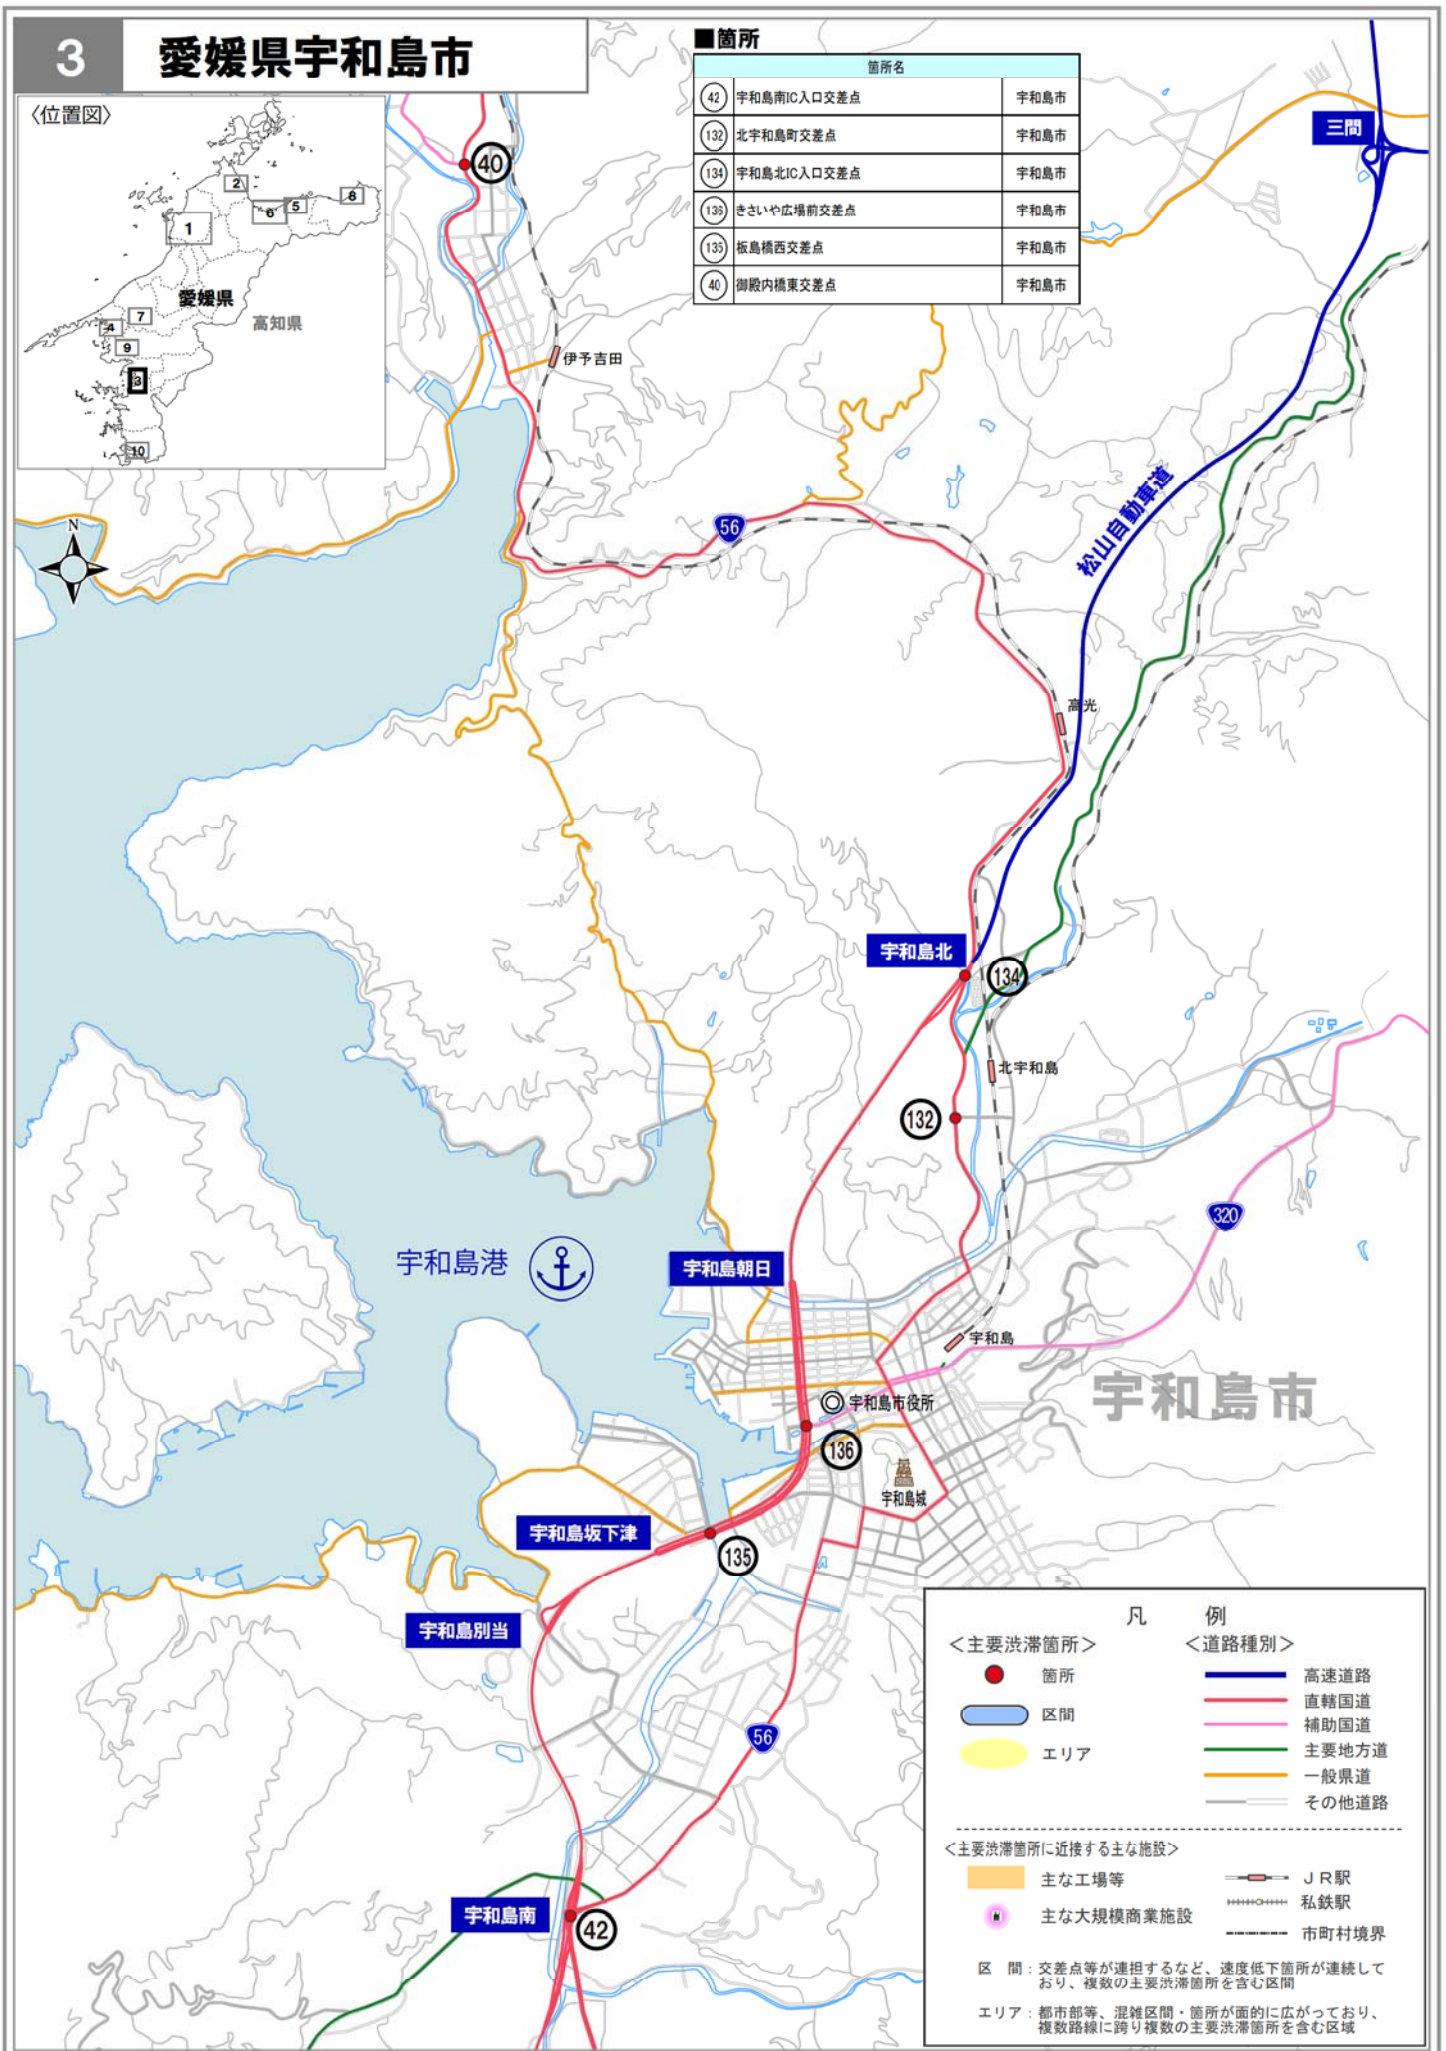 3
愛媛県宇和島市
〈位置図〉
2
8
6
5
1
愛媛県
高知県
7
4
9
3
10
■箇所
箇所名
42 宇和島南IC入口交差点 宇和島市
132 北宇和島町交差点 宇和島市
134 宇和島北IC入口交差点 宇和島市
136 きさいや広場前交差点 宇和島市
135 板島橋西交差点 宇和島市
40 御殿内橋東交差点 宇和島市
三間
40
伊予吉田
N
56
松山自動車道
高光
宇和島北
134
北宇和島
132
320
宇和島港
宇和島朝日
宇和島
宇和島市
宇和島市役所
136
宇和島城
宇和島坂下津
135
宇和島別当
56
宇和島南
42
凡 例
＜主要渋滞箇所＞
箇所
区間
エリア
＜道路種別＞
高速道路
直轄国道
補助国道
主要地方道
一般県道
その他道路
＜主要渋滞箇所に近接する主な施設＞
主な工場等
主な大規模商業施設
ＪＲ駅
私鉄駅
市町村境界
区 間：交差点等が連担するなど、速度低下箇所が連続して
おり、複数の主要渋滞箇所を含む区間
エリア：都市部等、混雑区間・箇所が面的に広がっており、
複数路線に跨り複数の主要渋滞箇所を含む区域